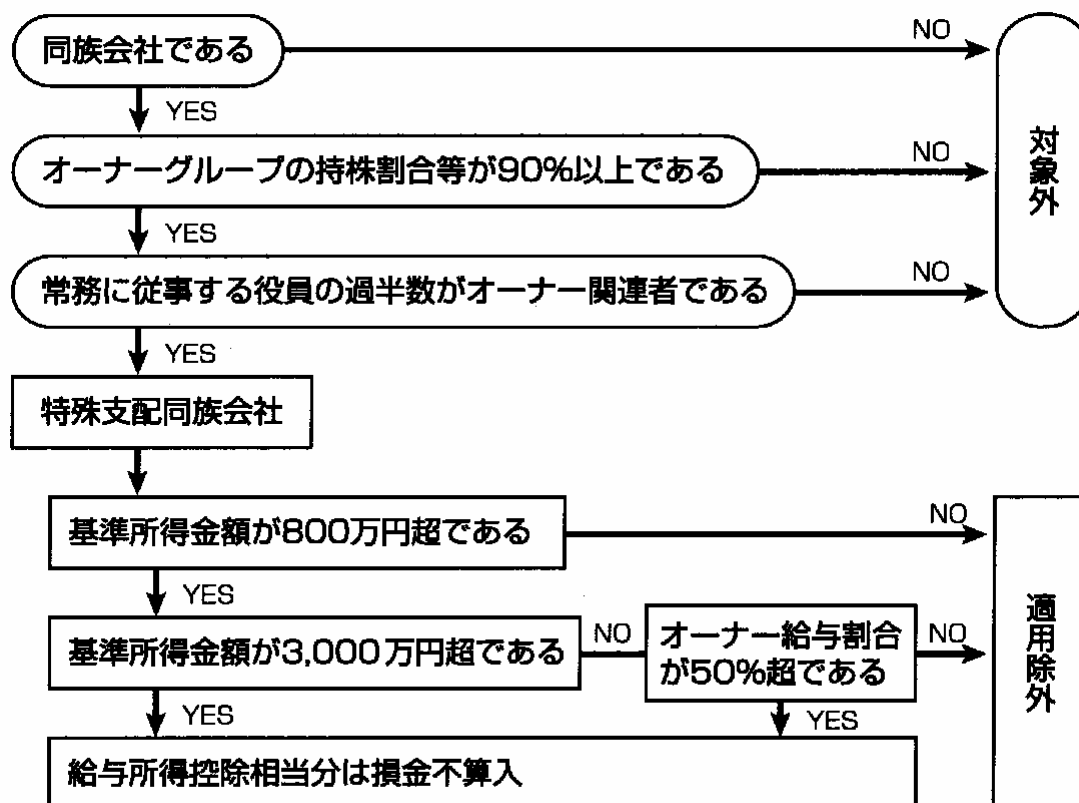 同族会社である
NO
YES
オーナーグループの持株割合等が90%以上である
NO
YES
常務に従事する役員の過半数がオーナー関連者である
NO
対象外
YES
特殊支配同族会社
基準所得金額が800万円超である
NO
YES
基準所得金額が3,000万円超である
NO
オーナー給与割合
が50%超である
NO
適用除外
YES
YES
給与所得控除相当分は損金不算入